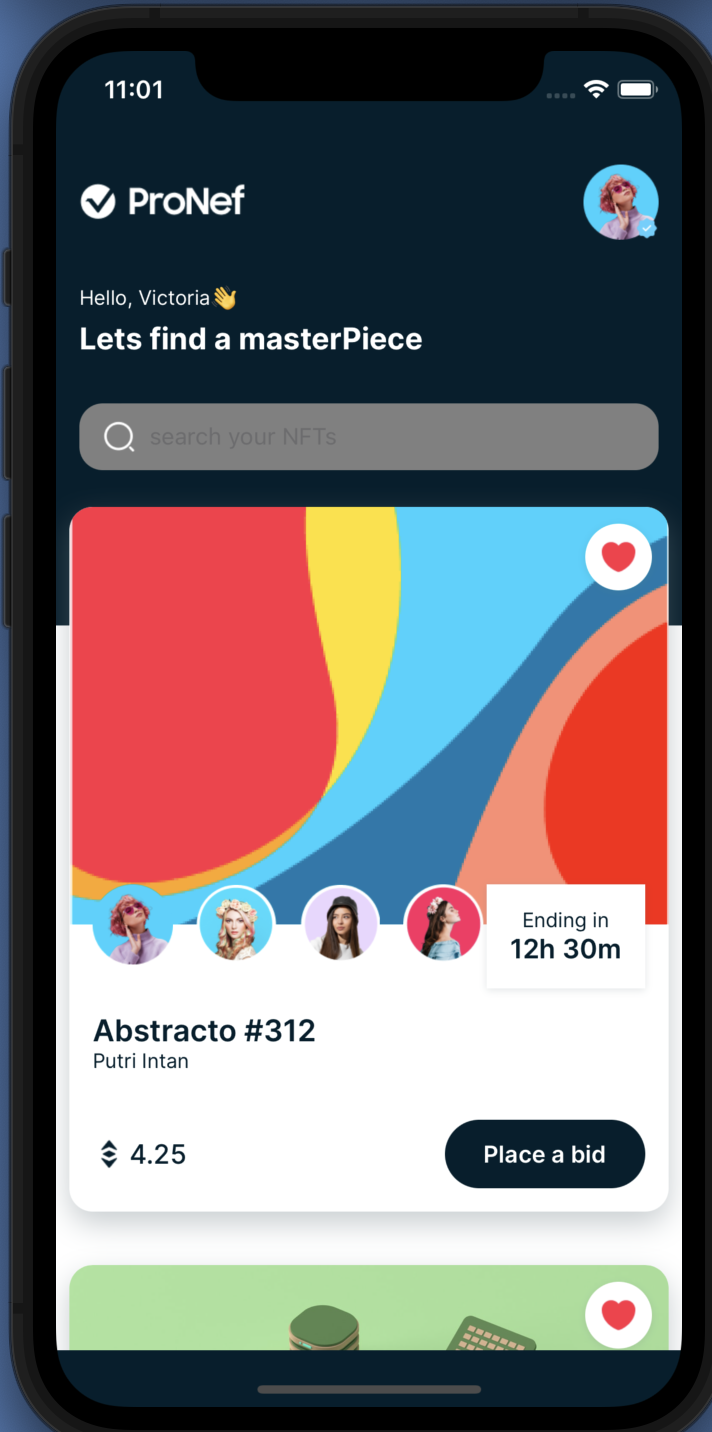 11:01
ProNef
Hello, Victoria👋
Lets find a masterPiece
search your NFTs
Ending in
12h 30m
Abstracto #312
Putri Intan
4.25
Place a bid